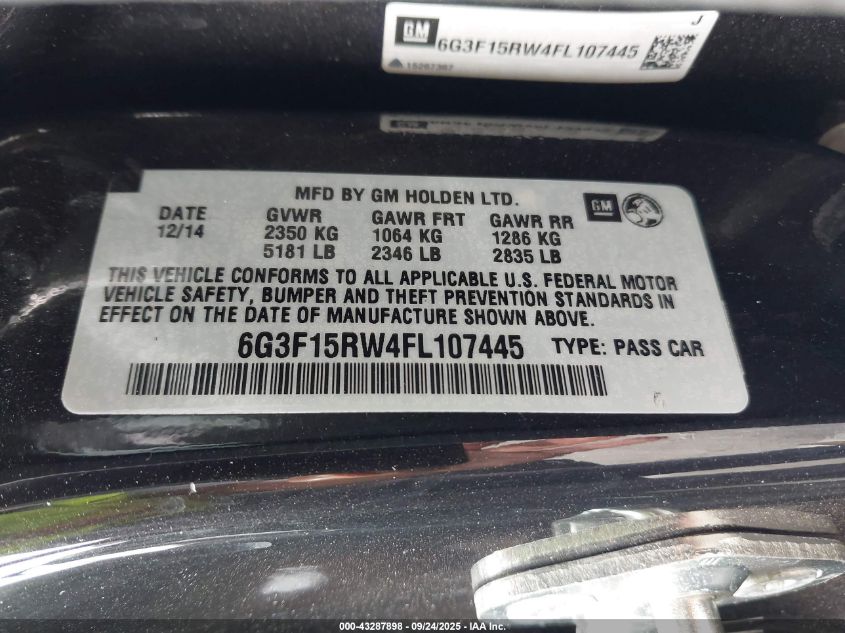 J
GM 6G3F15RW4FL107445
15267367
MFD BY GM HOLDEN LTD.
GM
DATE GVWR GAWR FRT GAWR RR
12/14 2350 KG 1064 KG 1286 KG
5181 LB 2346 LB 2835 LB
THIS VEHICLE CONFORMS TO ALL APPLICABLE U.S. FEDERAL MOTOR
VEHICLE SAFETY, BUMPER AND THEFT PREVENTION STANDARDS IN
EFFECT ON THE DATE OF MANUFACTURE SHOWN ABOVE.
6G3F15RW4FL107445 TYPE: PASS CAR
000-43287898 - 09/24/2025 - IAA Inc.